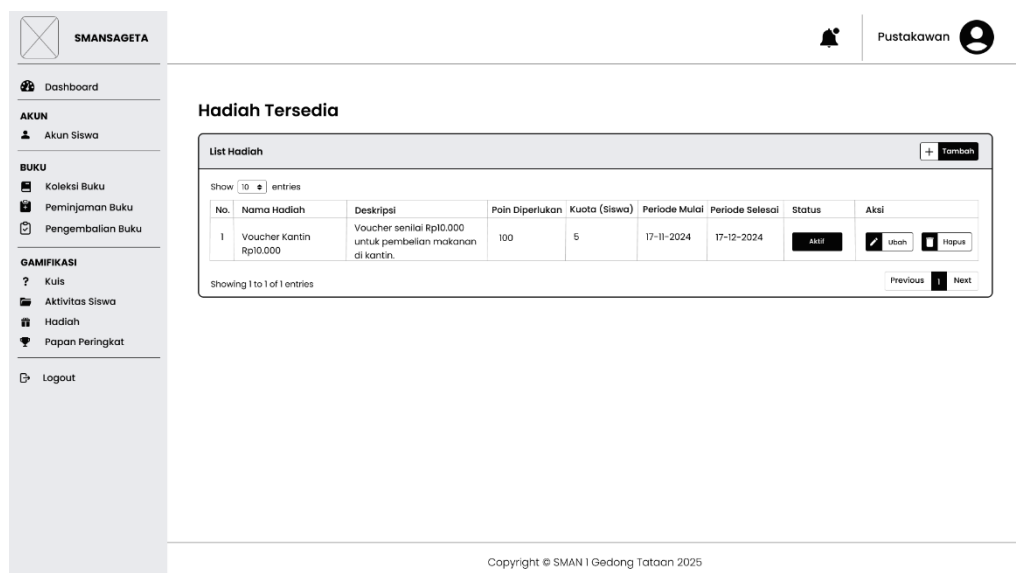 SMANSAGETA
Pustakawan
Dashboard
AKUN
Akun Siswa
BUKU
Koleksi Buku
Peminjaman Buku
Pengembalian Buku
GAMIFIKASI
? Kuis
Aktivitas Siswa
Hadiah
Papan Peringkat
Logout
Hadiah Tersedia
List Hadiah
+ Tambah
Show 10 entries
No. Nama Hadiah Deskripsi Poin Diperlukan Kuota (Siswa) Periode Mulai Periode Selesai Status Aksi
1 Voucher Kantin Rp10.000 Voucher senilai Rp10.000 untuk pembelian makanan di kantin. 100 5 17-11-2024 17-12-2024 Aktif Ubah Hapus
Showing 1 to 1 of 1 entries
Previous 1 Next
Copyright © SMAN 1 Gedong Tataan 2025